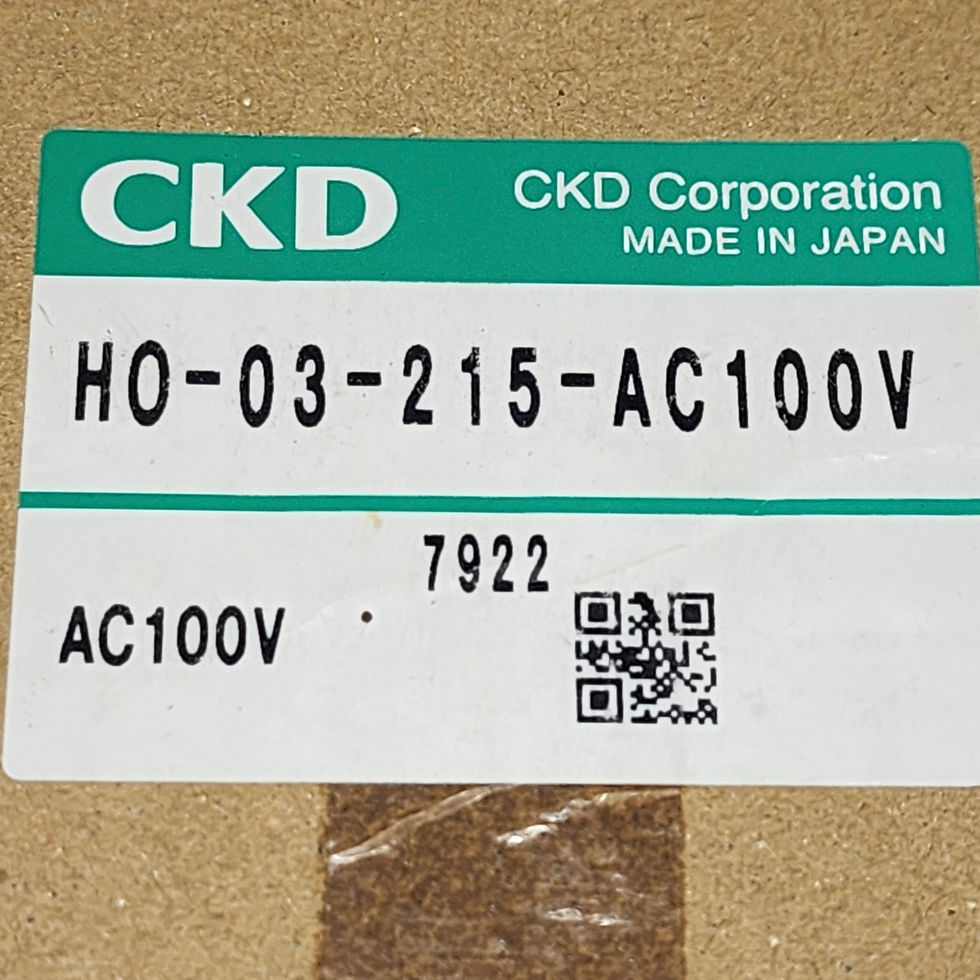 CKD
CKD Corporation
MADE IN JAPAN
HO-03-215-AC100V
7922
AC100V